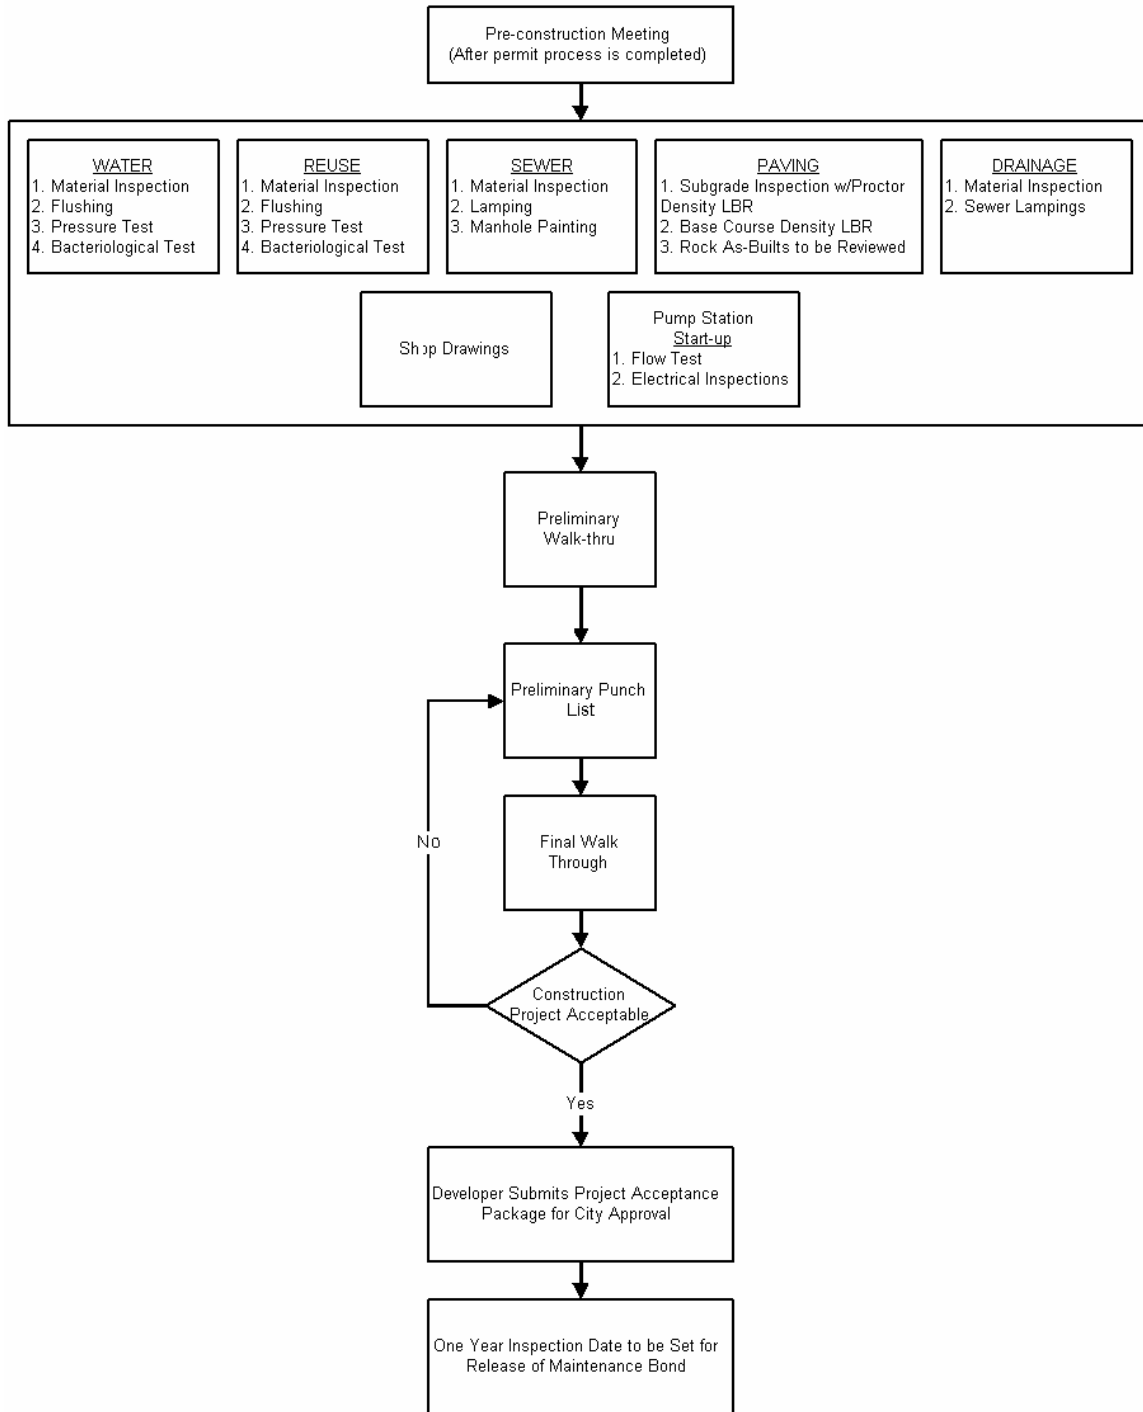 Pre-construction Meeting
(After permit process is completed)
WATER
1. Material Inspection
2. Flushing
3. Pressure Test
4. Bacteriological Test
REUSE
1. Material Inspection
2. Flushing
3. Pressure Test
4. Bacteriological Test
SEWER
1. Material Inspection
2. Lamping
3. Manhole Painting
PAVING
1. Subgrade Inspection w/Proctor
Density LBR
2. Base Course Density LBR
3. Rock As-Builts to be Reviewed
DRAINAGE
1. Material Inspection
2. Sewer Lampings
Shop Drawings
Pump Station
Start-up
1. Flow Test
2. Electrical Inspections
Preliminary
Walk-thru
Preliminary Punch
List
No
Final Walk
Through
Construction
Project Acceptable
Yes
Developer Submits Project Acceptance
Package for City Approval
One Year Inspection Date to be Set for
Release of Maintenance Bond